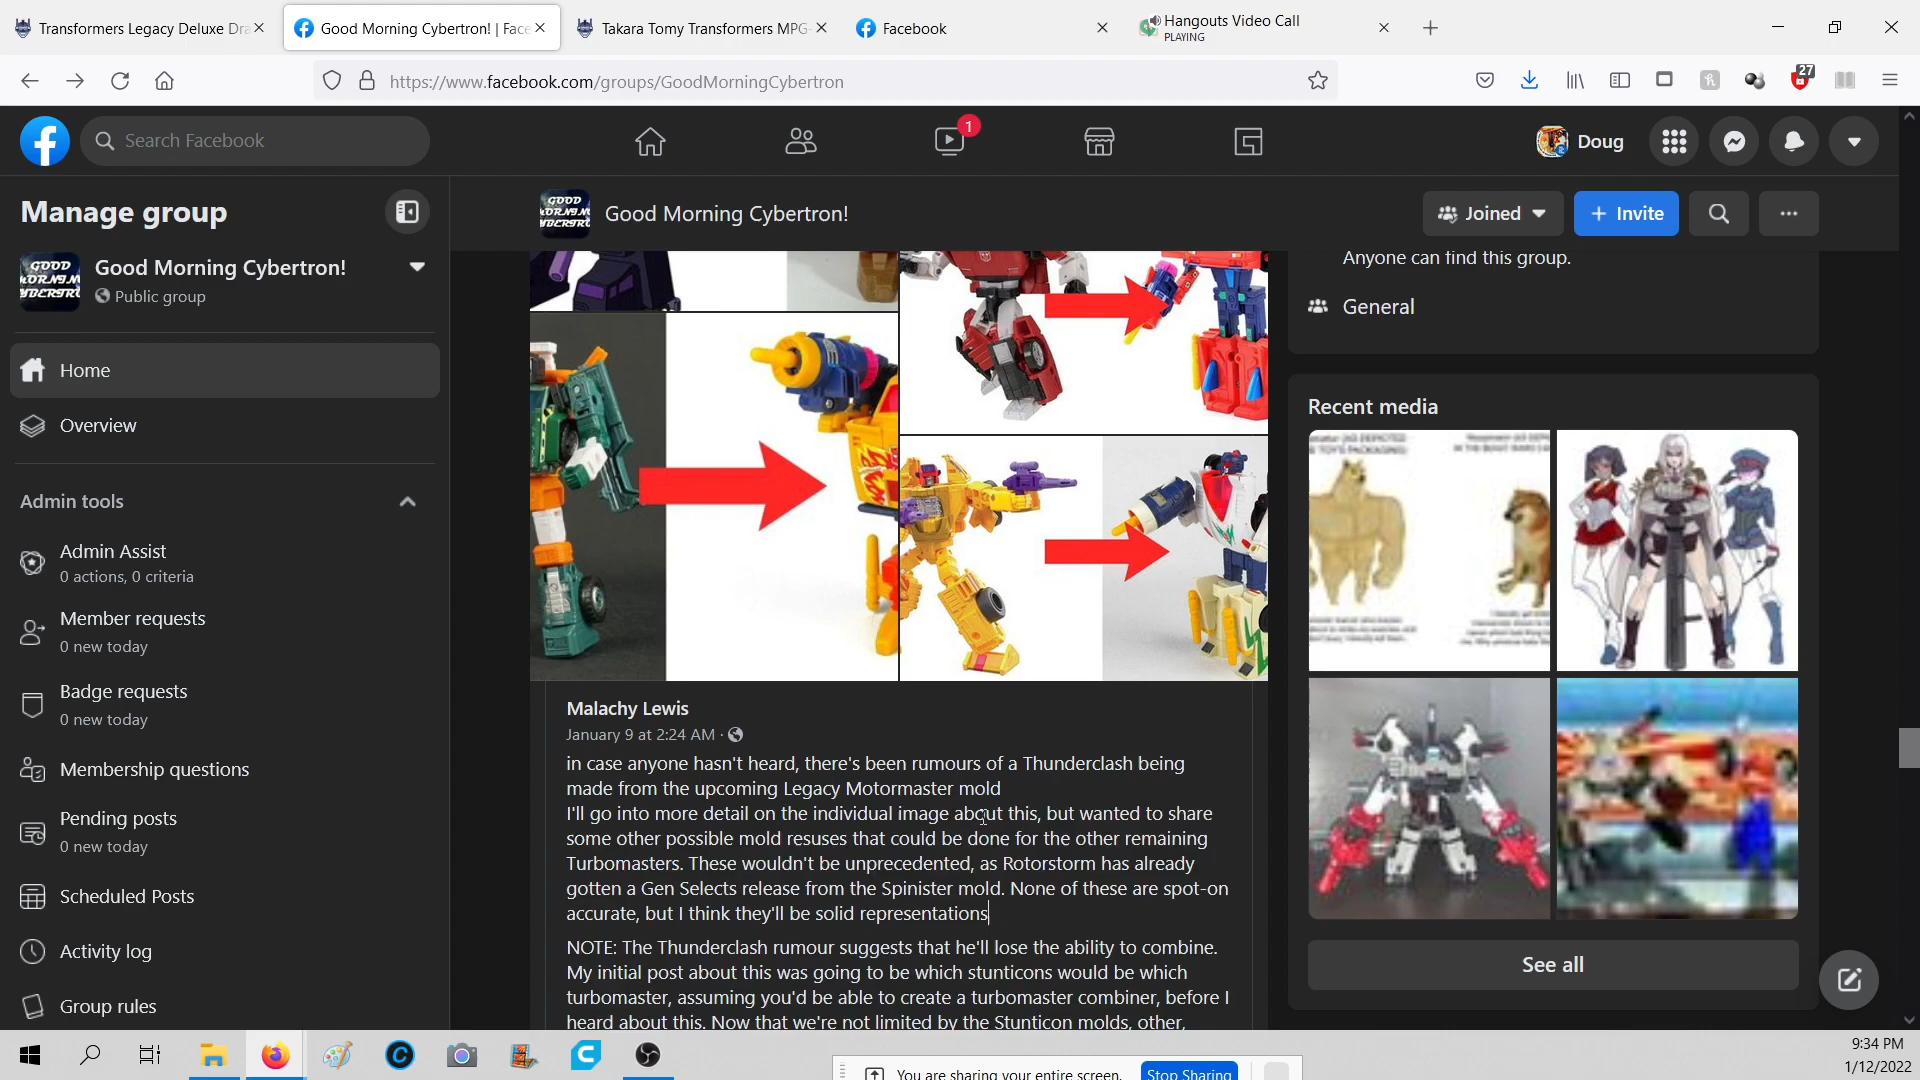 Transformers Legacy Deluxe Dra
Good Morning Cybertron! | Face
Takara Tomy Transformers MPG-
Facebook
Hangouts Video Call
PLAYING
https://www.facebook.com/groups/GoodMorningCybertron
27
Search Facebook
1
Doug
Manage group
Good Morning Cybertron!
Joined
+ Invite
GOOD
MORNING
CYBERTRON
Good Morning Cybertron!
Public group
Home
Overview
Admin tools
Admin Assist
0 actions, 0 criteria
Member requests
0 new today
Badge requests
0 new today
Membership questions
Pending posts
0 new today
Scheduled Posts
Activity log
Group rules
Malachy Lewis
January 9 at 2:24 AM ·
in case anyone hasn't heard, there's been rumours of a Thunderclash being
made from the upcoming Legacy Motormaster mold
I'll go into more detail on the individual image about this, but wanted to share
some other possible mold resuses that could be done for the other remaining
Turbomasters. These wouldn't be unprecedented, as Rotorstorm has already
gotten a Gen Selects release from the Spinister mold. None of these are spot-on
accurate, but I think they'll be solid representations
NOTE: The Thunderclash rumour suggests that he'll lose the ability to combine.
My initial post about this was going to be which stunticons would be which
turbomaster, assuming you'd be able to create a turbomaster combiner, before I
heard about this. Now that we're not limited by the Stunticon molds, other,
Anyone can find this group.
General
Recent media
See all
You are sharing your entire screen.
Stop Sharing
9:34 PM
1/12/2022